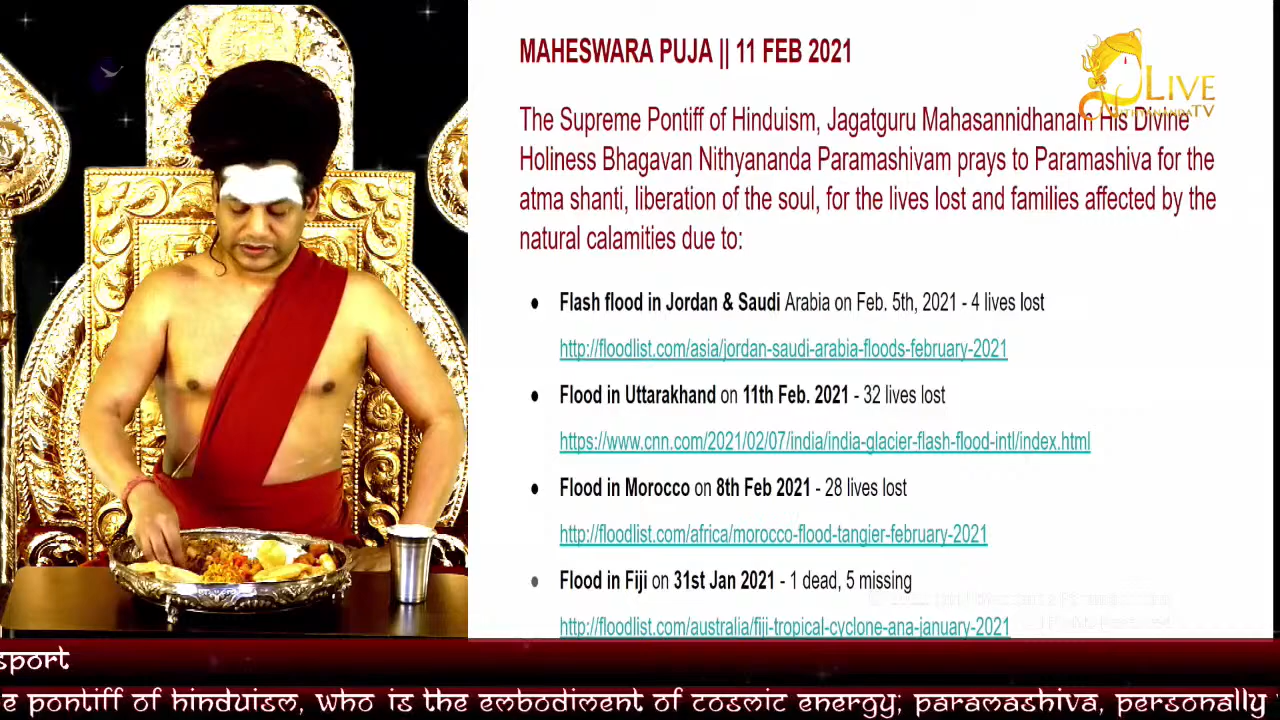 MAHESWARA PUJA || 11 FEB 2021
LIVE
NITHYANANDA TV
The Supreme Pontiff of Hinduism, Jagatguru Mahasannidhanam His Divine
Holiness Bhagavan Nithyananda Paramashivam prays to Paramashiva for the
atma shanti, liberation of the soul, for the lives lost and families affected by the
natural calamities due to:
• Flash flood in Jordan & Saudi Arabia on Feb. 5th, 2021 - 4 lives lost
http://floodlist.com/asia/jordan-saudi-arabia-floods-february-2021
• Flood in Uttarakhand on 11th Feb. 2021 - 32 lives lost
https://www.cnn.com/2021/02/07/india/india-glacier-flash-flood-intl/index.html
• Flood in Morocco on 8th Feb 2021 - 28 lives lost
http://floodlist.com/africa/morocco-flood-tangier-february-2021
• Flood in Fiji on 31st Jan 2021 - 1 dead, 5 missing
http://floodlist.com/australia/fiji-tropical-cyclone-ana-january-2021
sport
e pontiff of hinduism, who is the embodiment of cosmic energy; paramashiva, personally